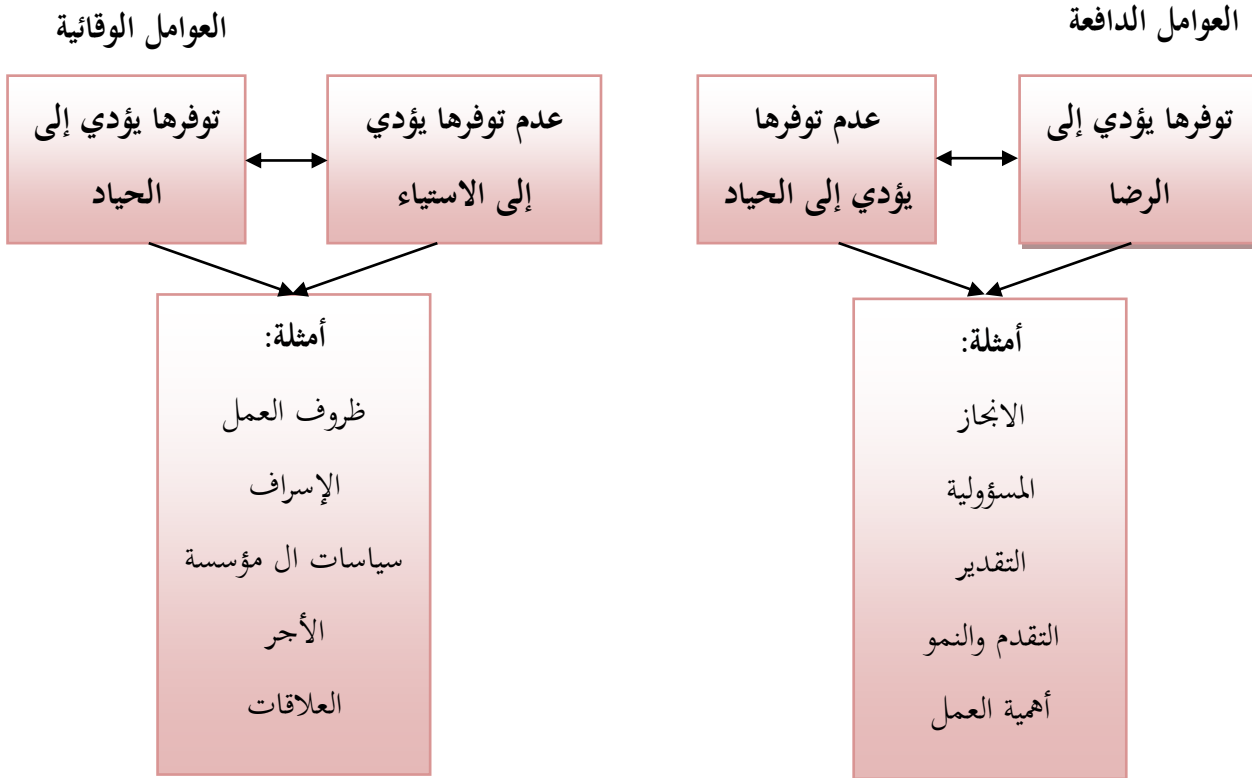 العوامل الدافعة
توفرها يؤدي إلى
الرضا
عدم توفرها
يؤدي إلى الحياد
أمثلة:
الانجاز
المسؤولية
التقدير
التقدم والنمو
أهمية العمل
العوامل الوقائية
عدم توفرها يؤدي
إلى الاستياء
توفرها يؤدي إلى
الحياد
أمثلة:
ظروف العمل
الإسراف
سياسات ال مؤسسة
الأجر
العلاقات